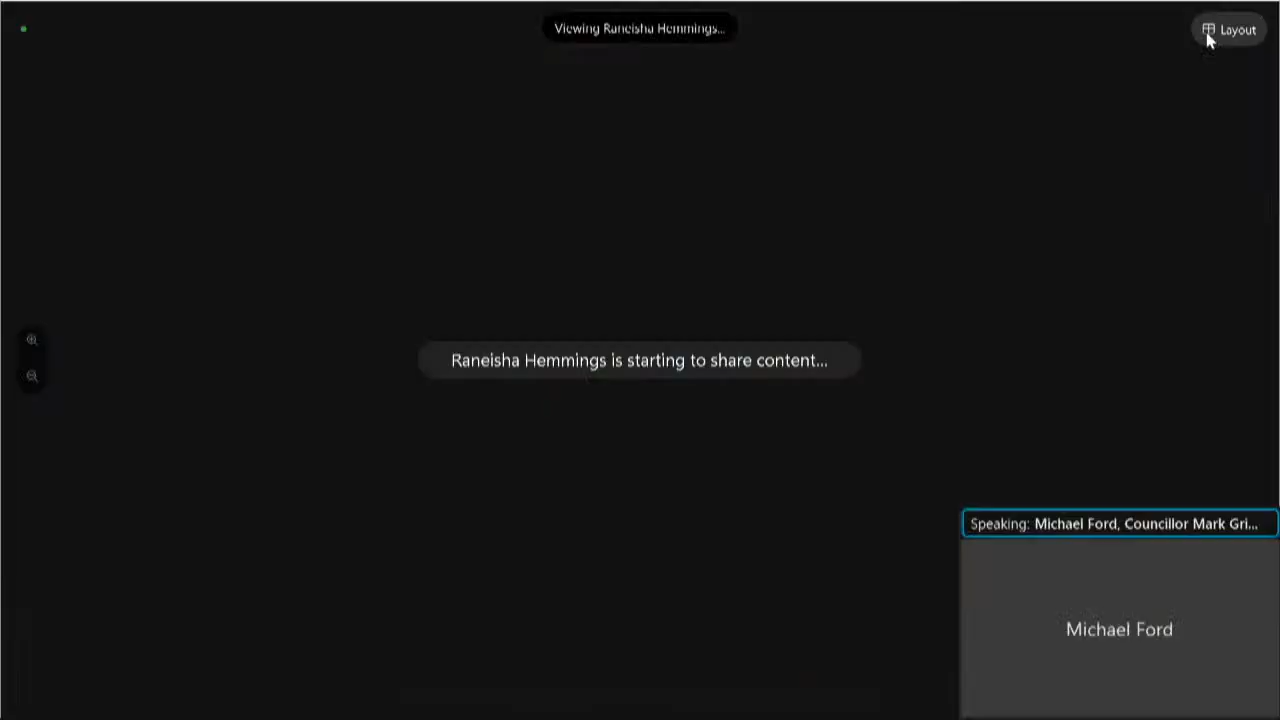 Viewing Raneisha Hemmings...
Layout
Raneisha Hemmings is starting to share content...
Speaking: Michael Ford, Councillor Mark Gri...
Michael Ford